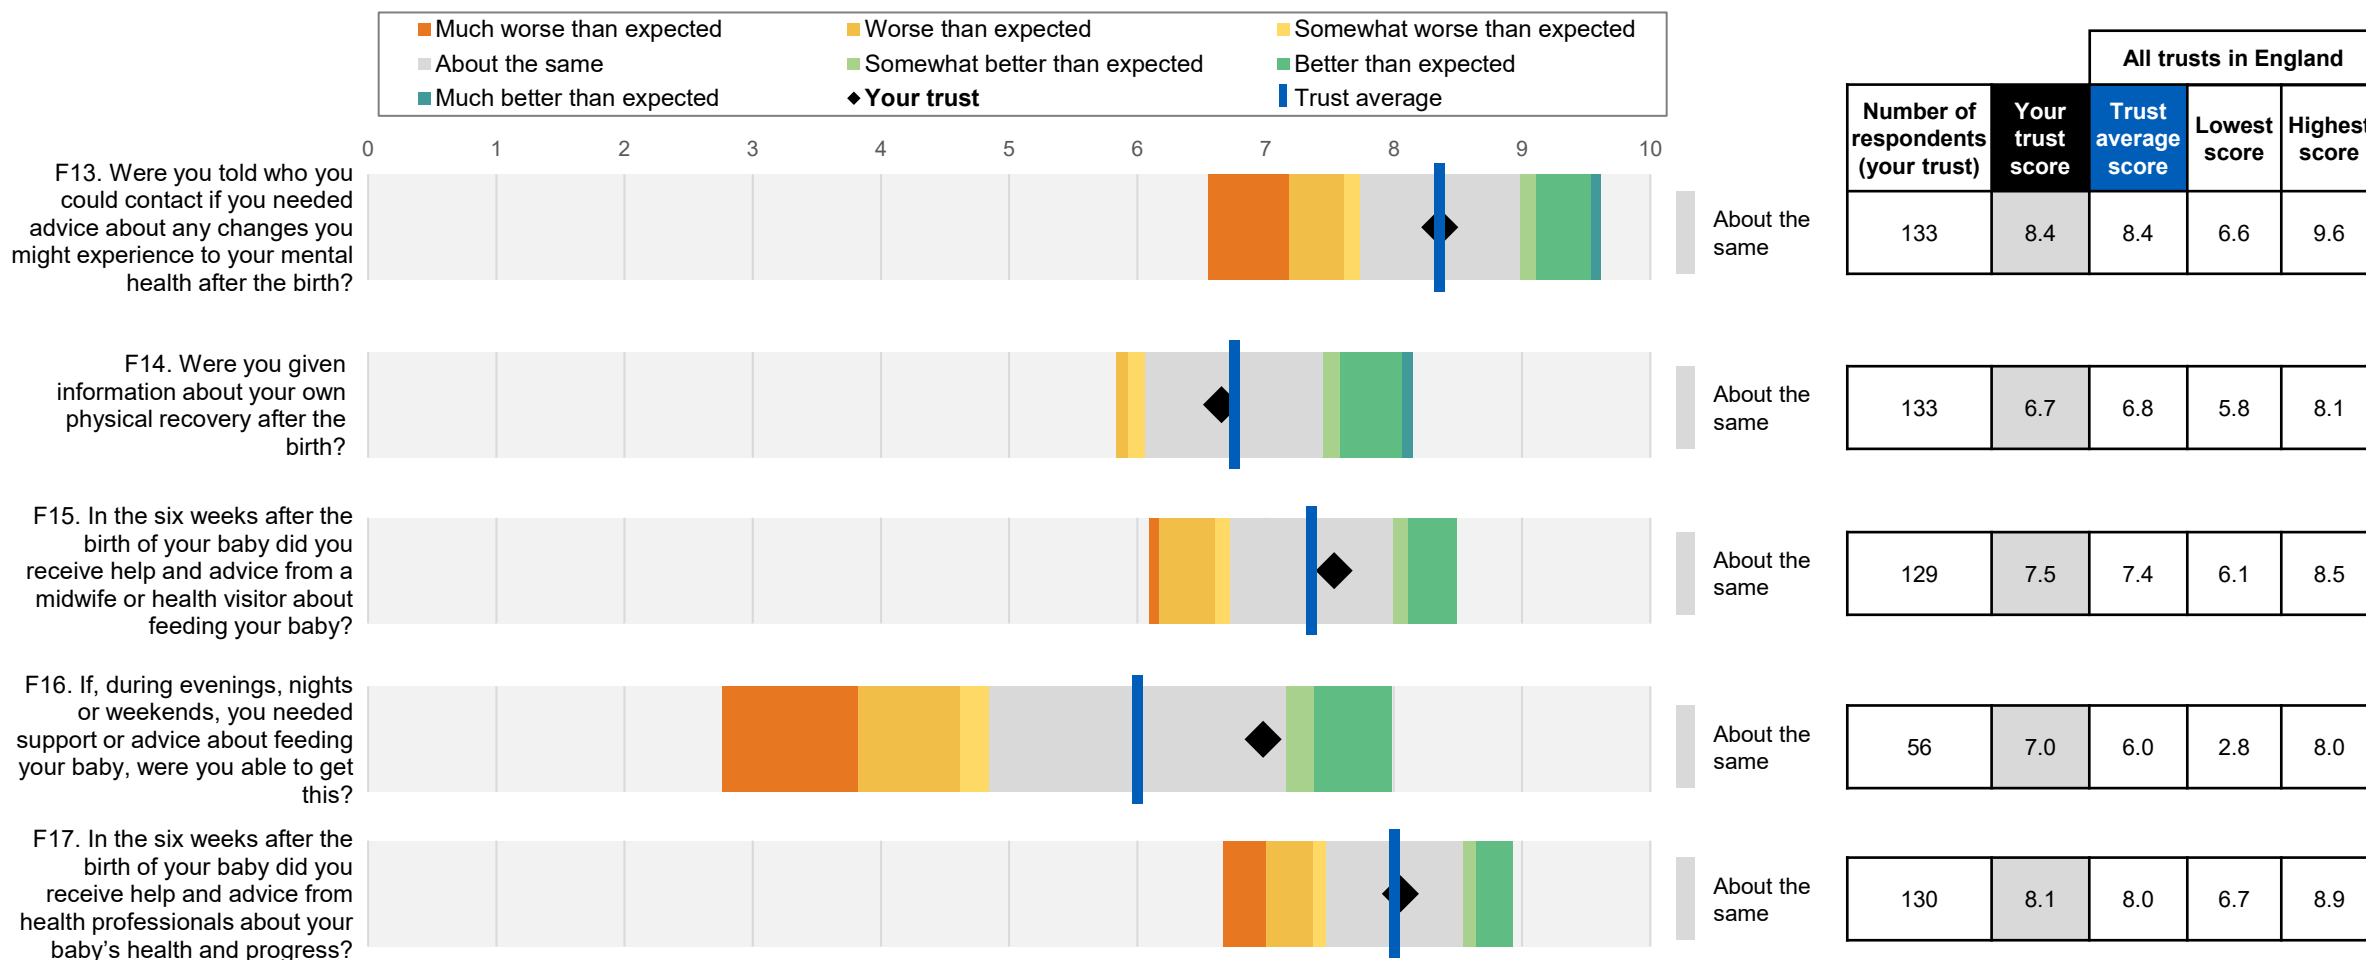 Much worse than expected
Worse than expected
Somewhat worse than expected
About the same
Somewhat better than expected
Better than expected
Much better than expected
Your trust
Trust average
All trusts in England
Number of
respondents
(your trust)
Your
trust
score
Trust
average
score
Lowest
score
Highest
score
0 1 2 3 4 5 6 7 8 9 10
F13. Were you told who you
could contact if you needed
advice about any changes you
might experience to your mental
health after the birth?
About the
same
133 8.4 8.4 6.6 9.6
F14. Were you given
information about your own
physical recovery after the
birth?
About the
same
133 6.7 6.8 5.8 8.1
F15. In the six weeks after the
birth of your baby did you
receive help and advice from a
midwife or health visitor about
feeding your baby?
About the
same
129 7.5 7.4 6.1 8.5
F16. If, during evenings, nights
or weekends, you needed
support or advice about feeding
your baby, were you able to get
this?
About the
same
56 7.0 6.0 2.8 8.0
F17. In the six weeks after the
birth of your baby did you
receive help and advice from
health professionals about your
baby’s health and progress?
About the
same
130 8.1 8.0 6.7 8.9